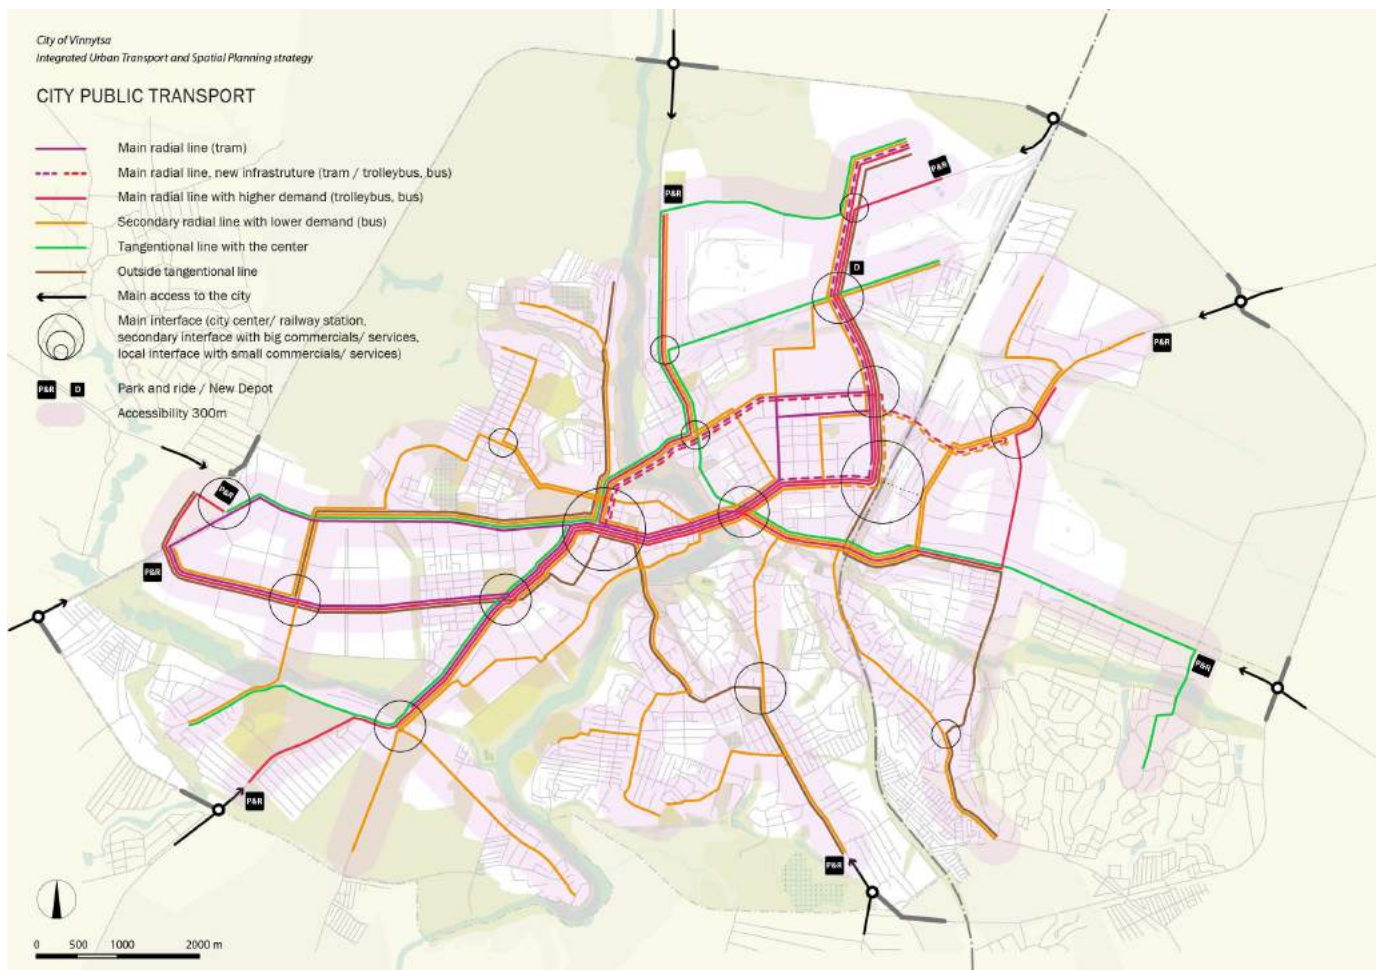 City of Vinnytsa
Integrated Urban Transport and Spatial Planning strategy
CITY PUBLIC TRANSPORT
Main radial line (tram)
Main radial line, new infrastruture (tram / trolleybus, bus)
Main radial line with higher demand (trolleybus, bus)
Secondary radial line with lower demand (bus)
Tangentional line with the center
Outside tangentional line
Main access to the city
Main interface (city center/ railway station,
secondary interface with big commercials/ services,
local interface with small commercials/ services)
P&R D Park and ride / New Depot
Accessibility 300m
P&R
P&R
D
P&R
P&R
P&R
P&R
P&R
P&R
0 500 1000 2000 m